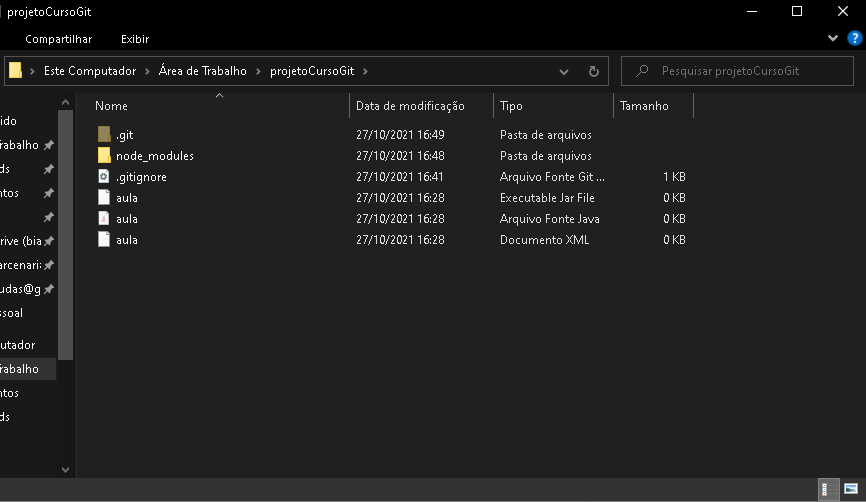 projetoCursoGit
Compartilhar Exibir
Este Computador Área de Trabalho projetoCursoGit Pesquisar projetoCursoGit
Nome Data de modificação Tipo Tamanho
.git 27/10/2021 16:49 Pasta de arquivos
node_modules 27/10/2021 16:48 Pasta de arquivos
.gitignore 27/10/2021 16:41 Arquivo Fonte Git ... 1 KB
aula 27/10/2021 16:28 Executable Jar File 0 KB
aula 27/10/2021 16:28 Arquivo Fonte Java 0 KB
aula 27/10/2021 16:28 Documento XML 0 KB
ido
rabalho
ds
ntos
rive (bia
arcenari
udas@g
ssoal
utador
rabalho
ntos
ds